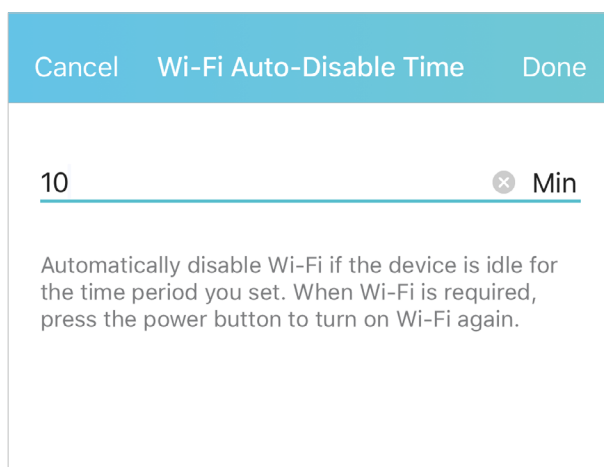 Cancel Wi-Fi Auto-Disable Time Done
10 Min
Automatically disable Wi-Fi if the device is idle for
the time period you set. When Wi-Fi is required,
press the power button to turn on Wi-Fi again.